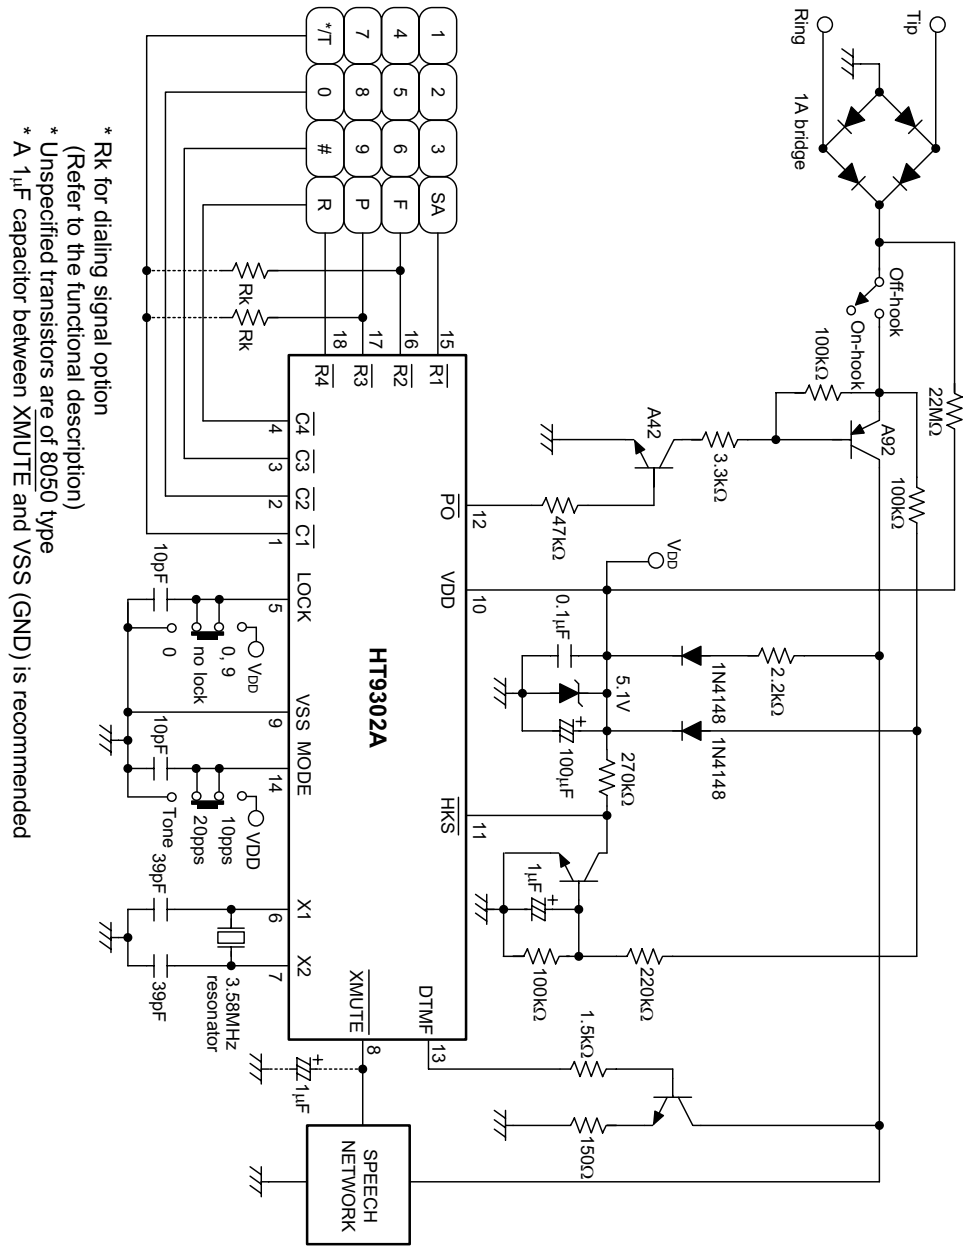 Tip
Ring
1A bridge
Off-hook
On-hook
22MΩ
100kΩ
A92
100kΩ
3.3kΩ
A42
47kΩ
VDD
2.2kΩ
1N4148
1N4148
0.1µF
5.1V
+
100µF
270kΩ
1µF
+
220kΩ
100kΩ
1.5kΩ
150Ω
1
2
3
SA
4
5
6
F
7
8
9
P
*/T
0
#
R
Rk
Rk
15
16
17
18
12
10
11
13
R1
R2
R3
R4
PO
VDD
HKS
DTMF
HT9302A
C4
C3
C2
C1
LOCK
VSS
MODE
X1
X2
XMUTE
4
3
2
1
5
9
14
6
7
8
10pF
VDD
0, 9
no lock
0
10pF
VDD
10pps
20pps
Tone
39pF
39pF
3.58MHz
resonator
+
1µF
SPEECH
NETWORK
* Rk for dialing signal option
(Refer to the functional description)
* Unspecified transistors are of 8050 type
* A 1µF capacitor between XMUTE and VSS (GND) is recommended